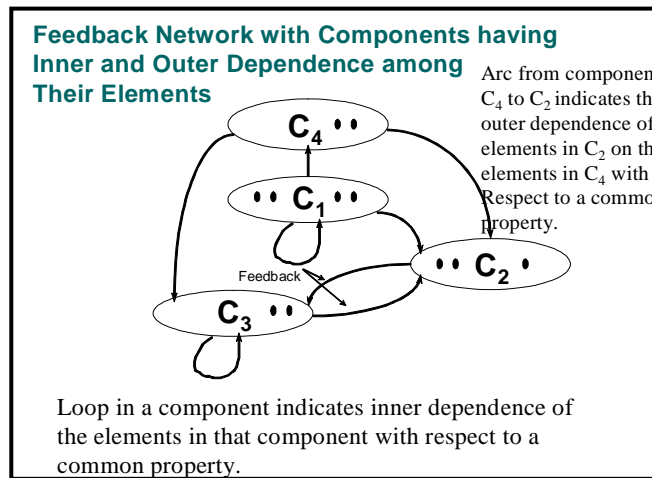 Feedback Network with Components having
Inner and Outer Dependence among
Their Elements
Arc from componen
C₄ to C₂ indicates th
outer dependence of
elements in C₂ on th
elements in C₄ with
Respect to a commo
property.
C₄
C₁
C₂
Feedback
C₃
Loop in a component indicates inner dependence of
the elements in that component with respect to a
common property.